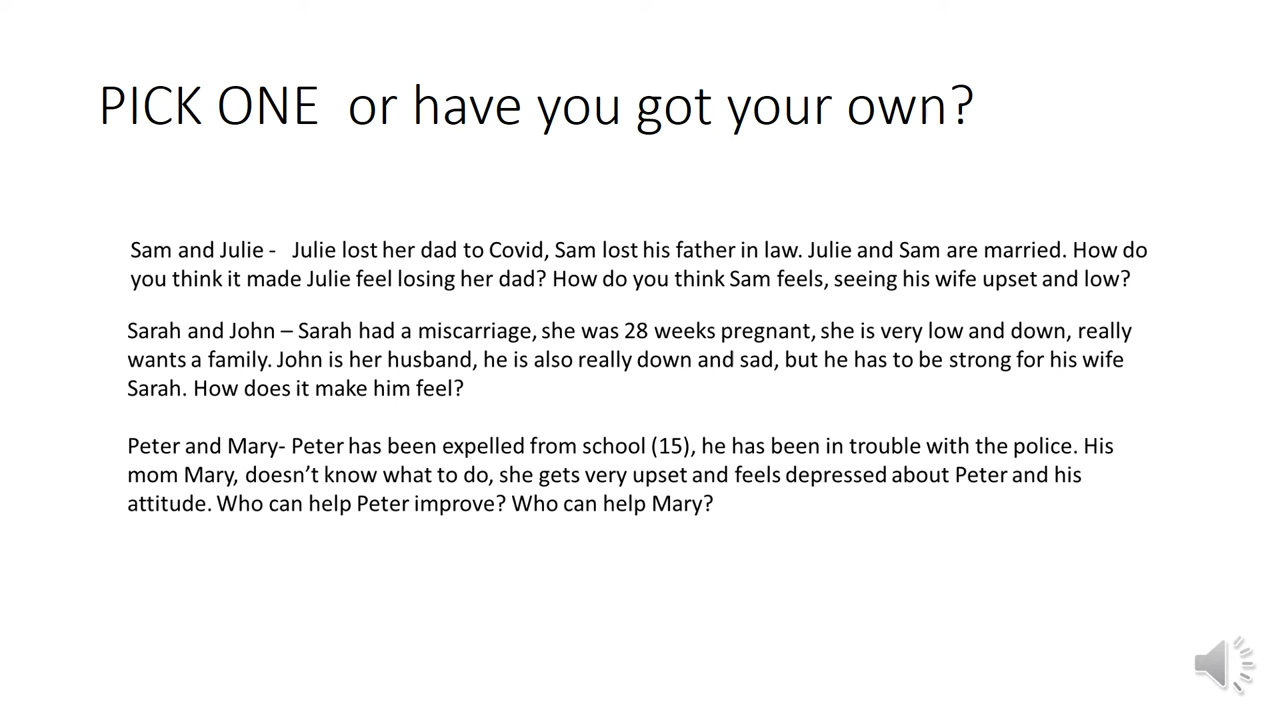 PICK ONE  or have you got your own?
Sam and Julie -   Julie lost her dad to Covid, Sam lost his father in law. Julie and Sam are married. How do
you think it made Julie feel losing her dad? How do you think Sam feels, seeing his wife upset and low?
Sarah and John – Sarah had a miscarriage, she was 28 weeks pregnant, she is very low and down, really
wants a family. John is her husband, he is also really down and sad, but he has to be strong for his wife
Sarah. How does it make him feel?
Peter and Mary- Peter has been expelled from school (15), he has been in trouble with the police. His
mom Mary, doesn’t know what to do, she gets very upset and feels depressed about Peter and his
attitude. Who can help Peter improve? Who can help Mary?